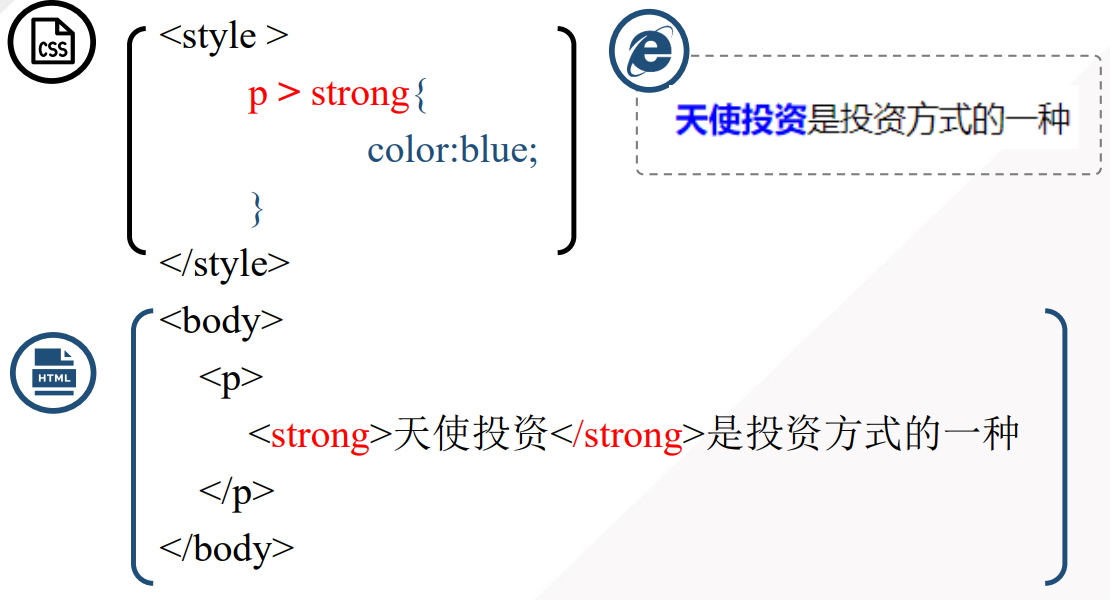 CSS
<style >
p > strong{
color:blue;
}
</style>
天使投资是投资方式的一种
HTML
<body>
<p>
<strong>天使投资</strong>是投资方式的一种
</p>
</body>